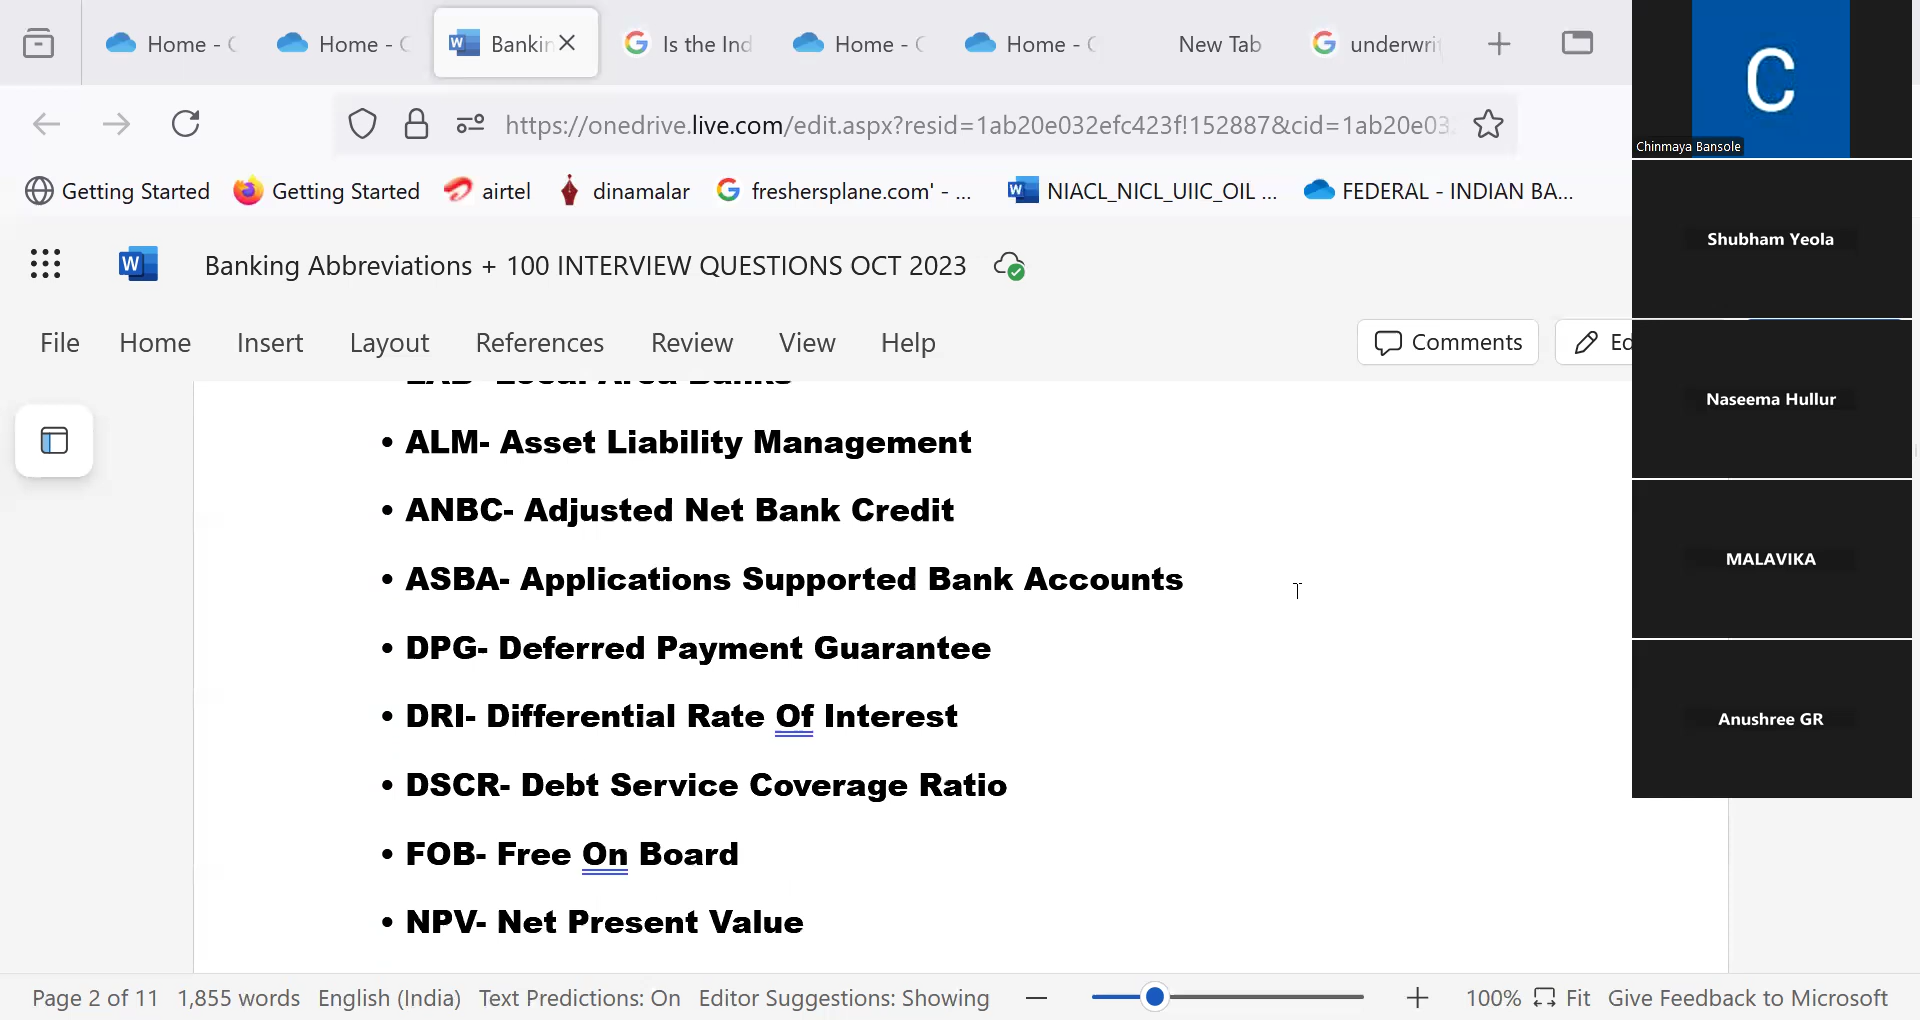 Home - C
Home - C
Bankin
Is the Ind
Home - C
Home - C
New Tab
underwri
https://onedrive.live.com/edit.aspx?resid=1ab20e032efc423f!152887&cid=1ab20e03
Getting Started
Getting Started
airtel
dinamalar
freshersplane.com' - ...
NIACL_NICL_UIIC_OIL ...
FEDERAL - INDIAN BA...
Banking Abbreviations + 100 INTERVIEW QUESTIONS OCT 2023
File Home Insert Layout References Review View Help
Comments
Ed
LAB- Local Area Banks
• ALM- Asset Liability Management
• ANBC- Adjusted Net Bank Credit
• ASBA- Applications Supported Bank Accounts
• DPG- Deferred Payment Guarantee
• DRI- Differential Rate Of Interest
• DSCR- Debt Service Coverage Ratio
• FOB- Free On Board
• NPV- Net Present Value
Page 2 of 11 1,855 words English (India) Text Predictions: On Editor Suggestions: Showing
100% Fit Give Feedback to Microsoft
C
Chinmaya Bansole
Shubham Yeola
Naseema Hullur
MALAVIKA
Anushree GR